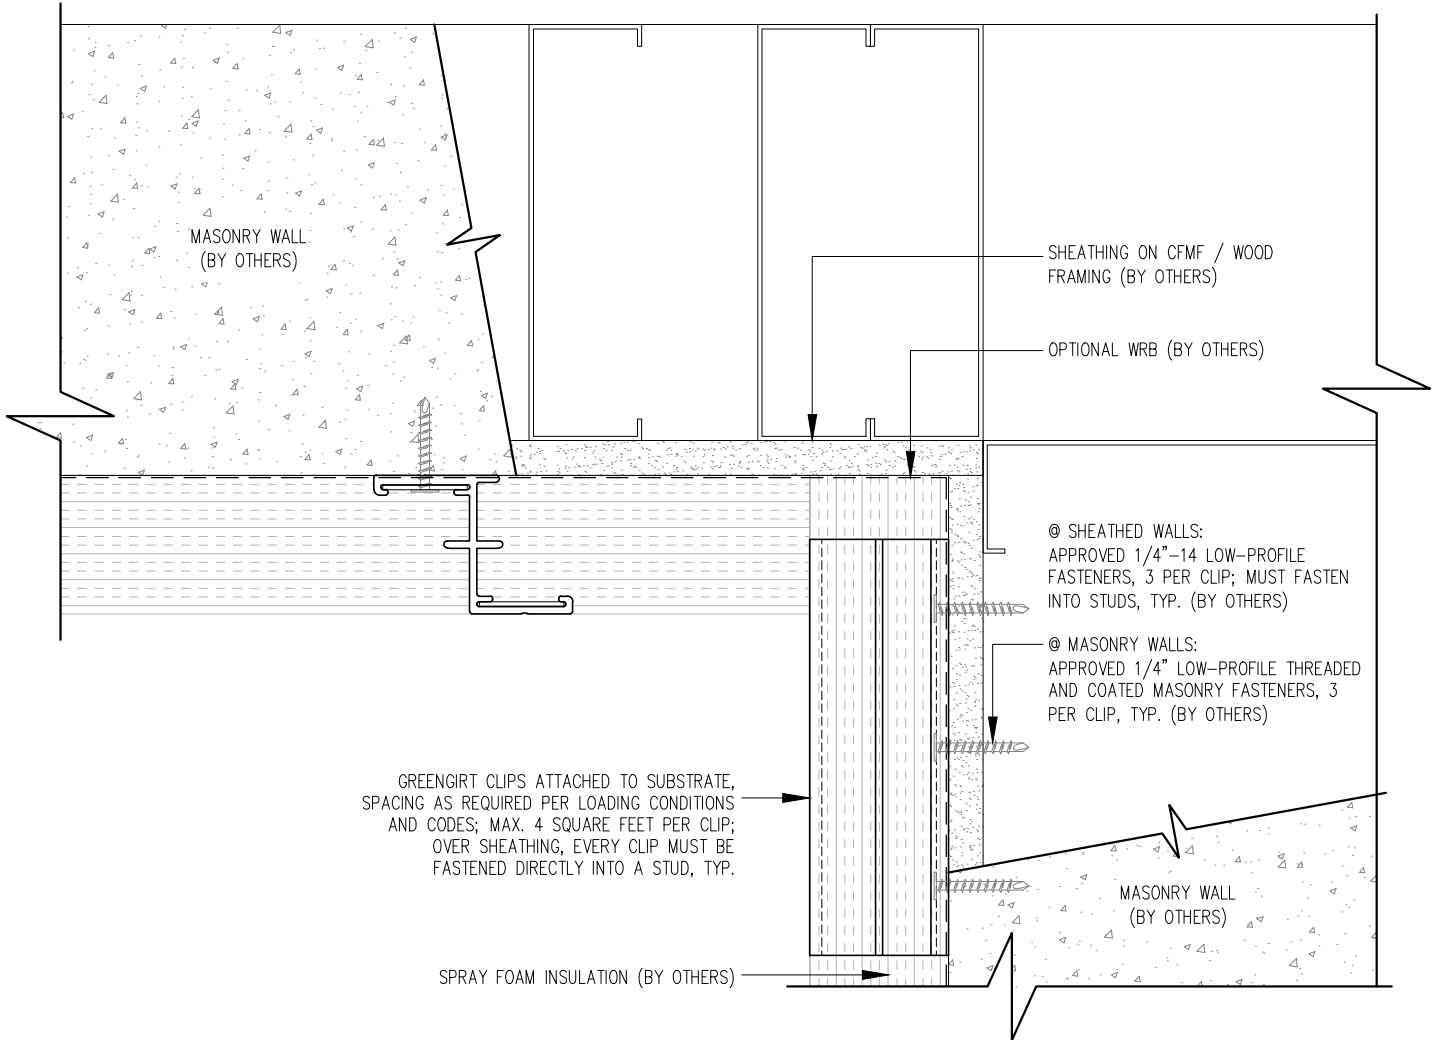 MASONRY WALL
(BY OTHERS)
SHEATHING ON CFMF / WOOD
FRAMING (BY OTHERS)
OPTIONAL WRB (BY OTHERS)
@ SHEATHED WALLS:
APPROVED 1/4"-14 LOW-PROFILE
FASTENERS, 3 PER CLIP; MUST FASTEN
INTO STUDS, TYP. (BY OTHERS)
@ MASONRY WALLS:
APPROVED 1/4" LOW-PROFILE THREADED
AND COATED MASONRY FASTENERS, 3
PER CLIP, TYP. (BY OTHERS)
GREENGIRT CLIPS ATTACHED TO SUBSTRATE,
SPACING AS REQUIRED PER LOADING CONDITIONS
AND CODES; MAX. 4 SQUARE FEET PER CLIP;
OVER SHEATHING, EVERY CLIP MUST BE
FASTENED DIRECTLY INTO A STUD, TYP.
MASONRY WALL
(BY OTHERS)
SPRAY FOAM INSULATION (BY OTHERS)